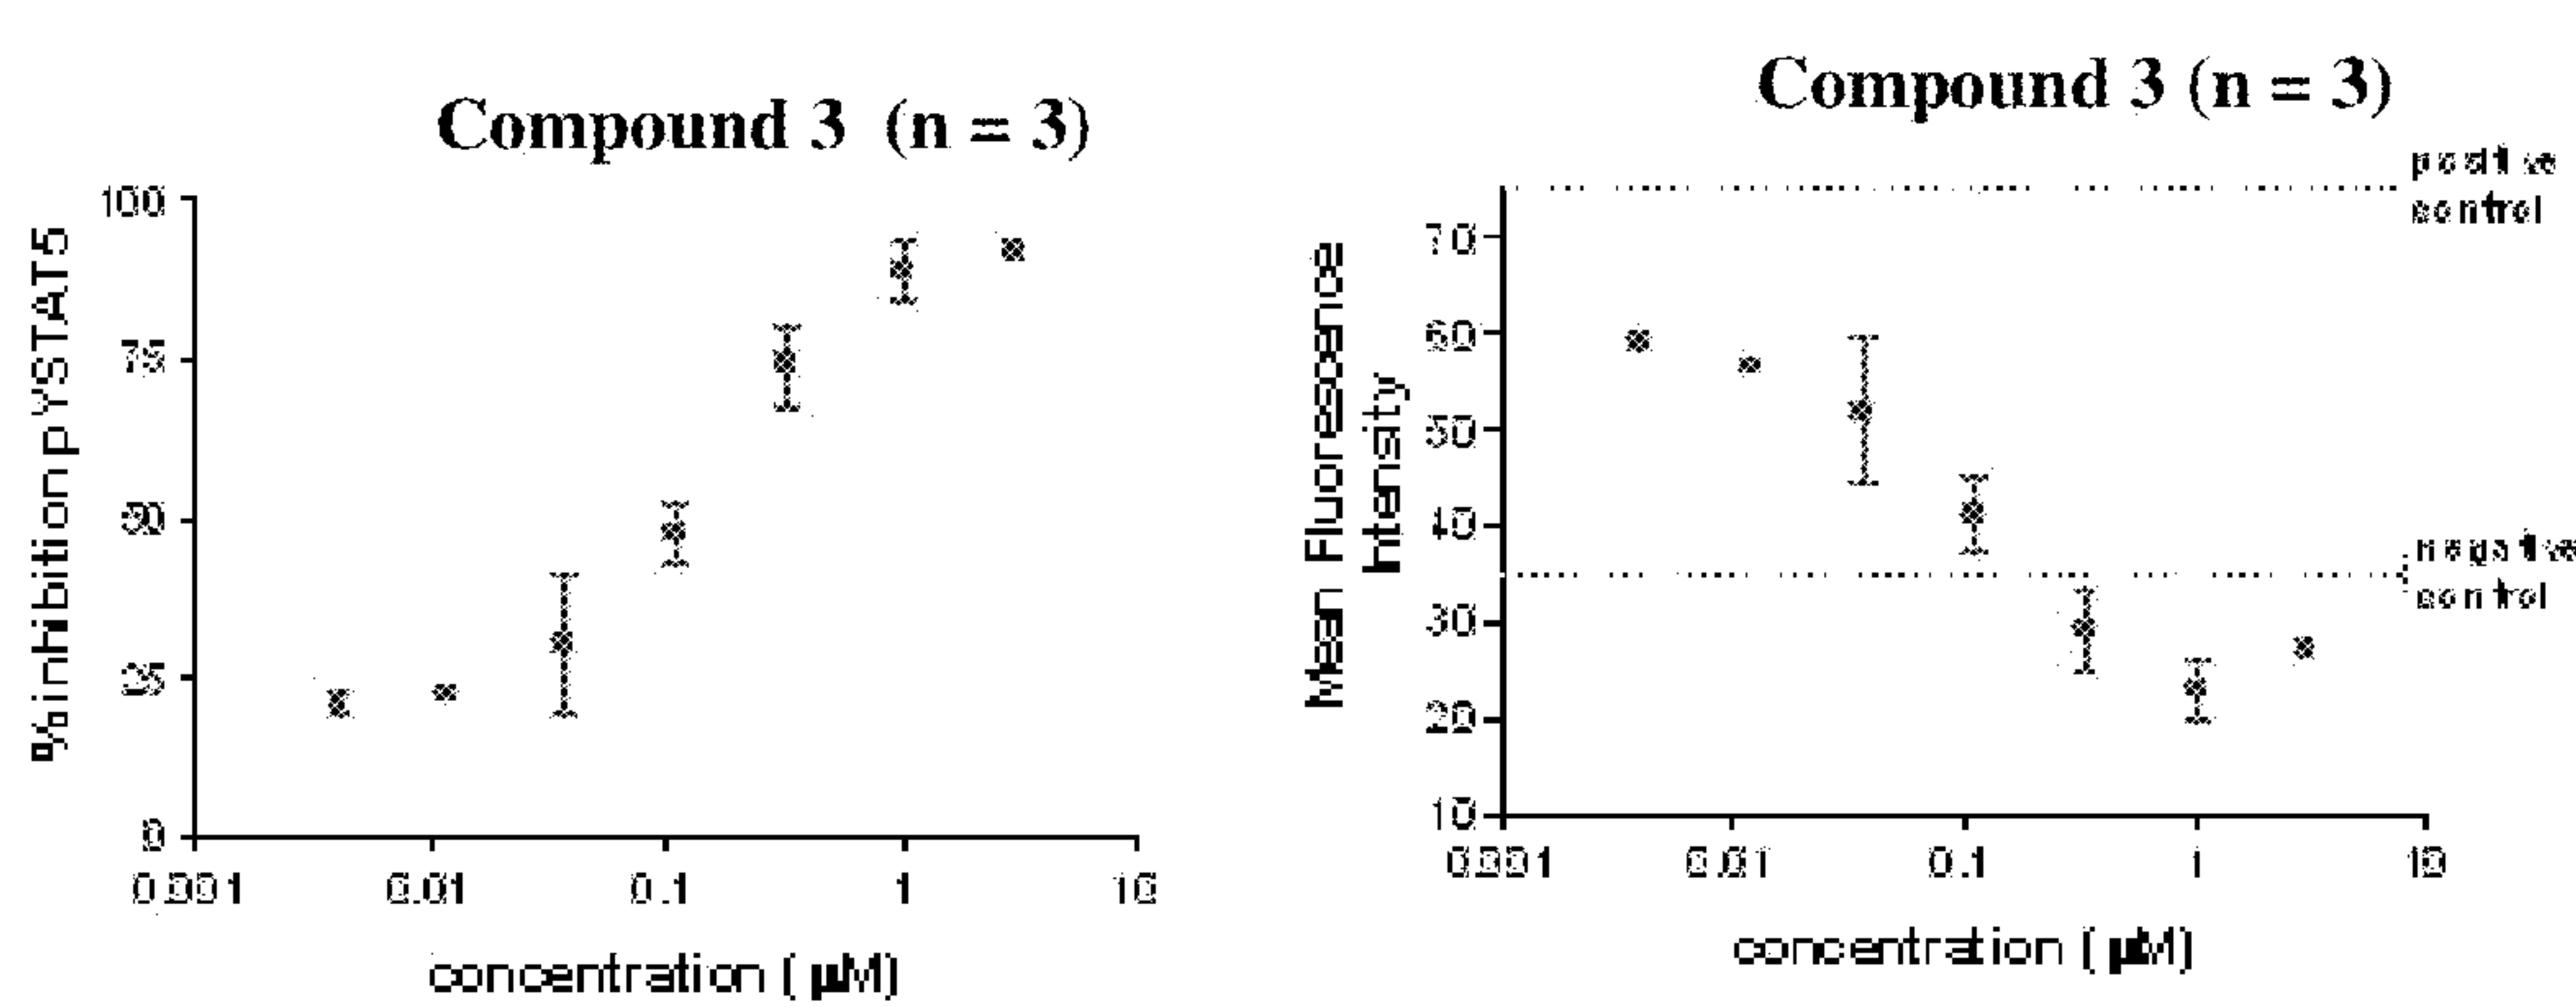 Compound 3 (n = 3)
% inhibition pYSTAT5
100
75
50
25
0
0.001 0.01 0.1 1 10
concentration (µM)
Compound 3 (n = 3)
positive
control
Mean Fluorescence
Intensity
70
60
50
40
30
20
10
negative
control
0.001 0.01 0.1 1 10
concentration (µM)